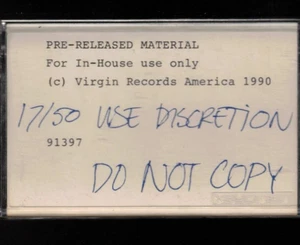 PRE-RELEASED MATERIAL
For In-House use only
(c) Virgin Records America 1990
17/50 USE DISCRETION
91397
DO NOT COPY